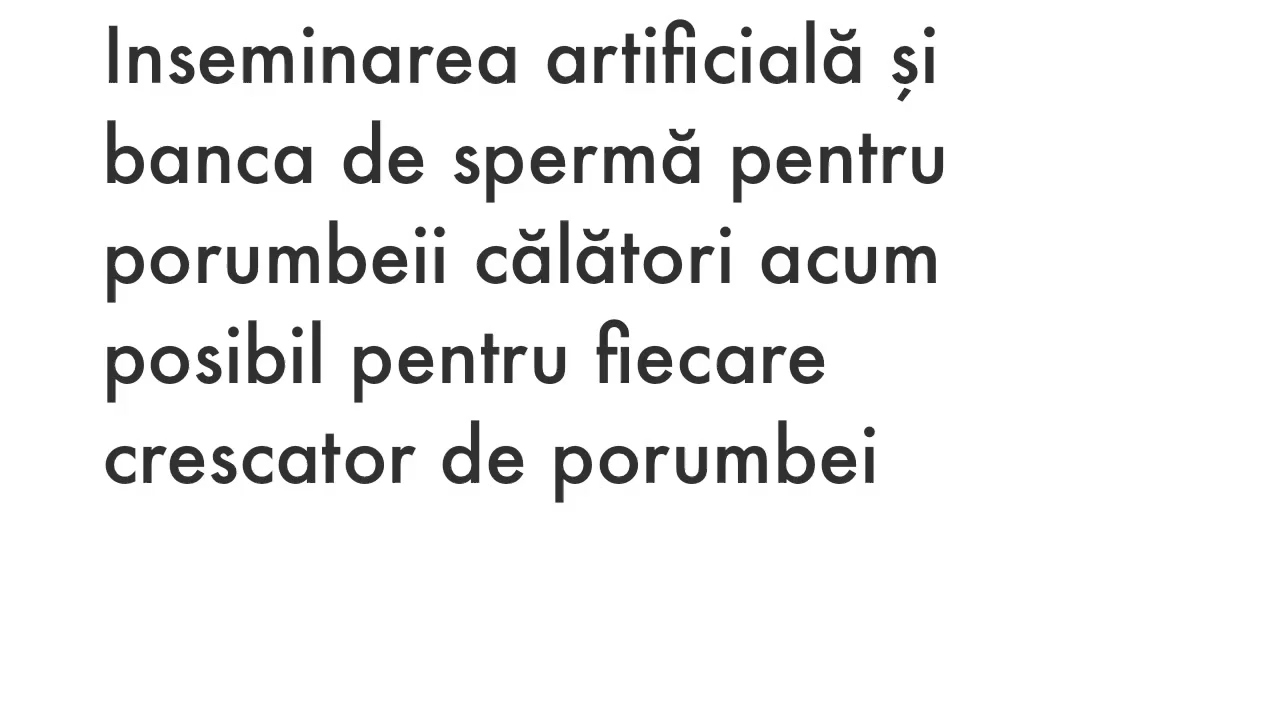 Inseminarea artificială și
banca de spermă pentru
porumbeii călători acum
posibil pentru fiecare
crescator de porumbei